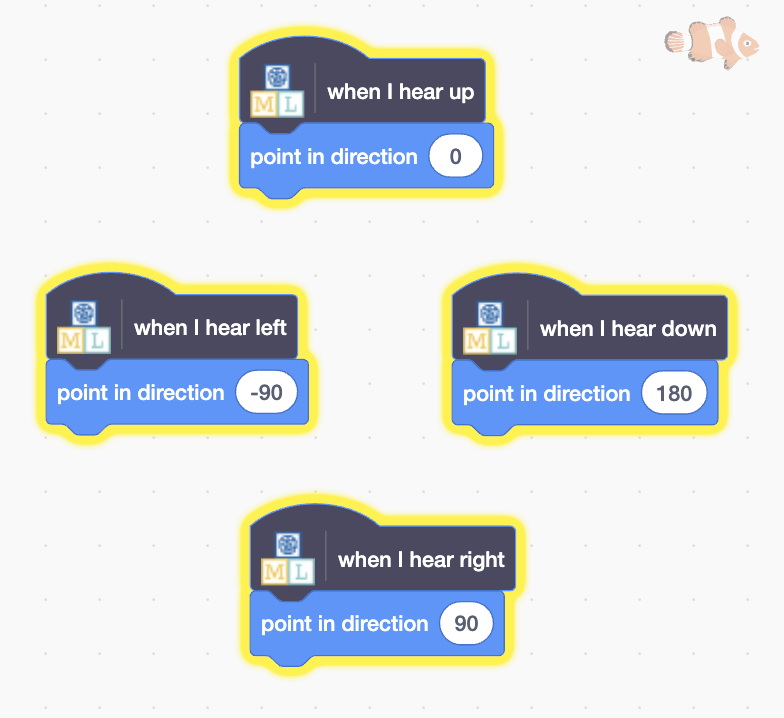 when I hear up
M L
point in direction 0
when I hear left
M L
point in direction -90
when I hear down
M L
point in direction 180
when I hear right
M L
point in direction 90